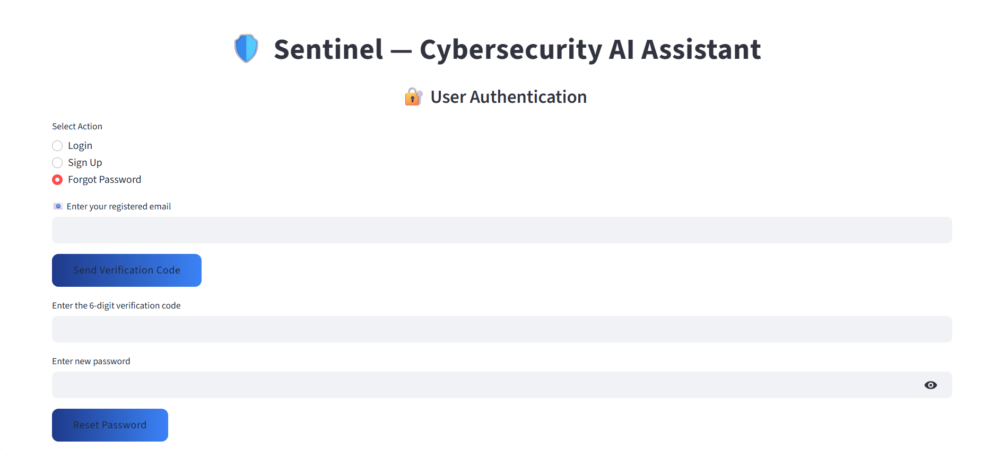 Sentinel — Cybersecurity AI Assistant
User Authentication
Select Action
Login
Sign Up
Forgot Password
Enter your registered email
Send Verification Code
Enter the 6-digit verification code
Enter new password
Reset Password